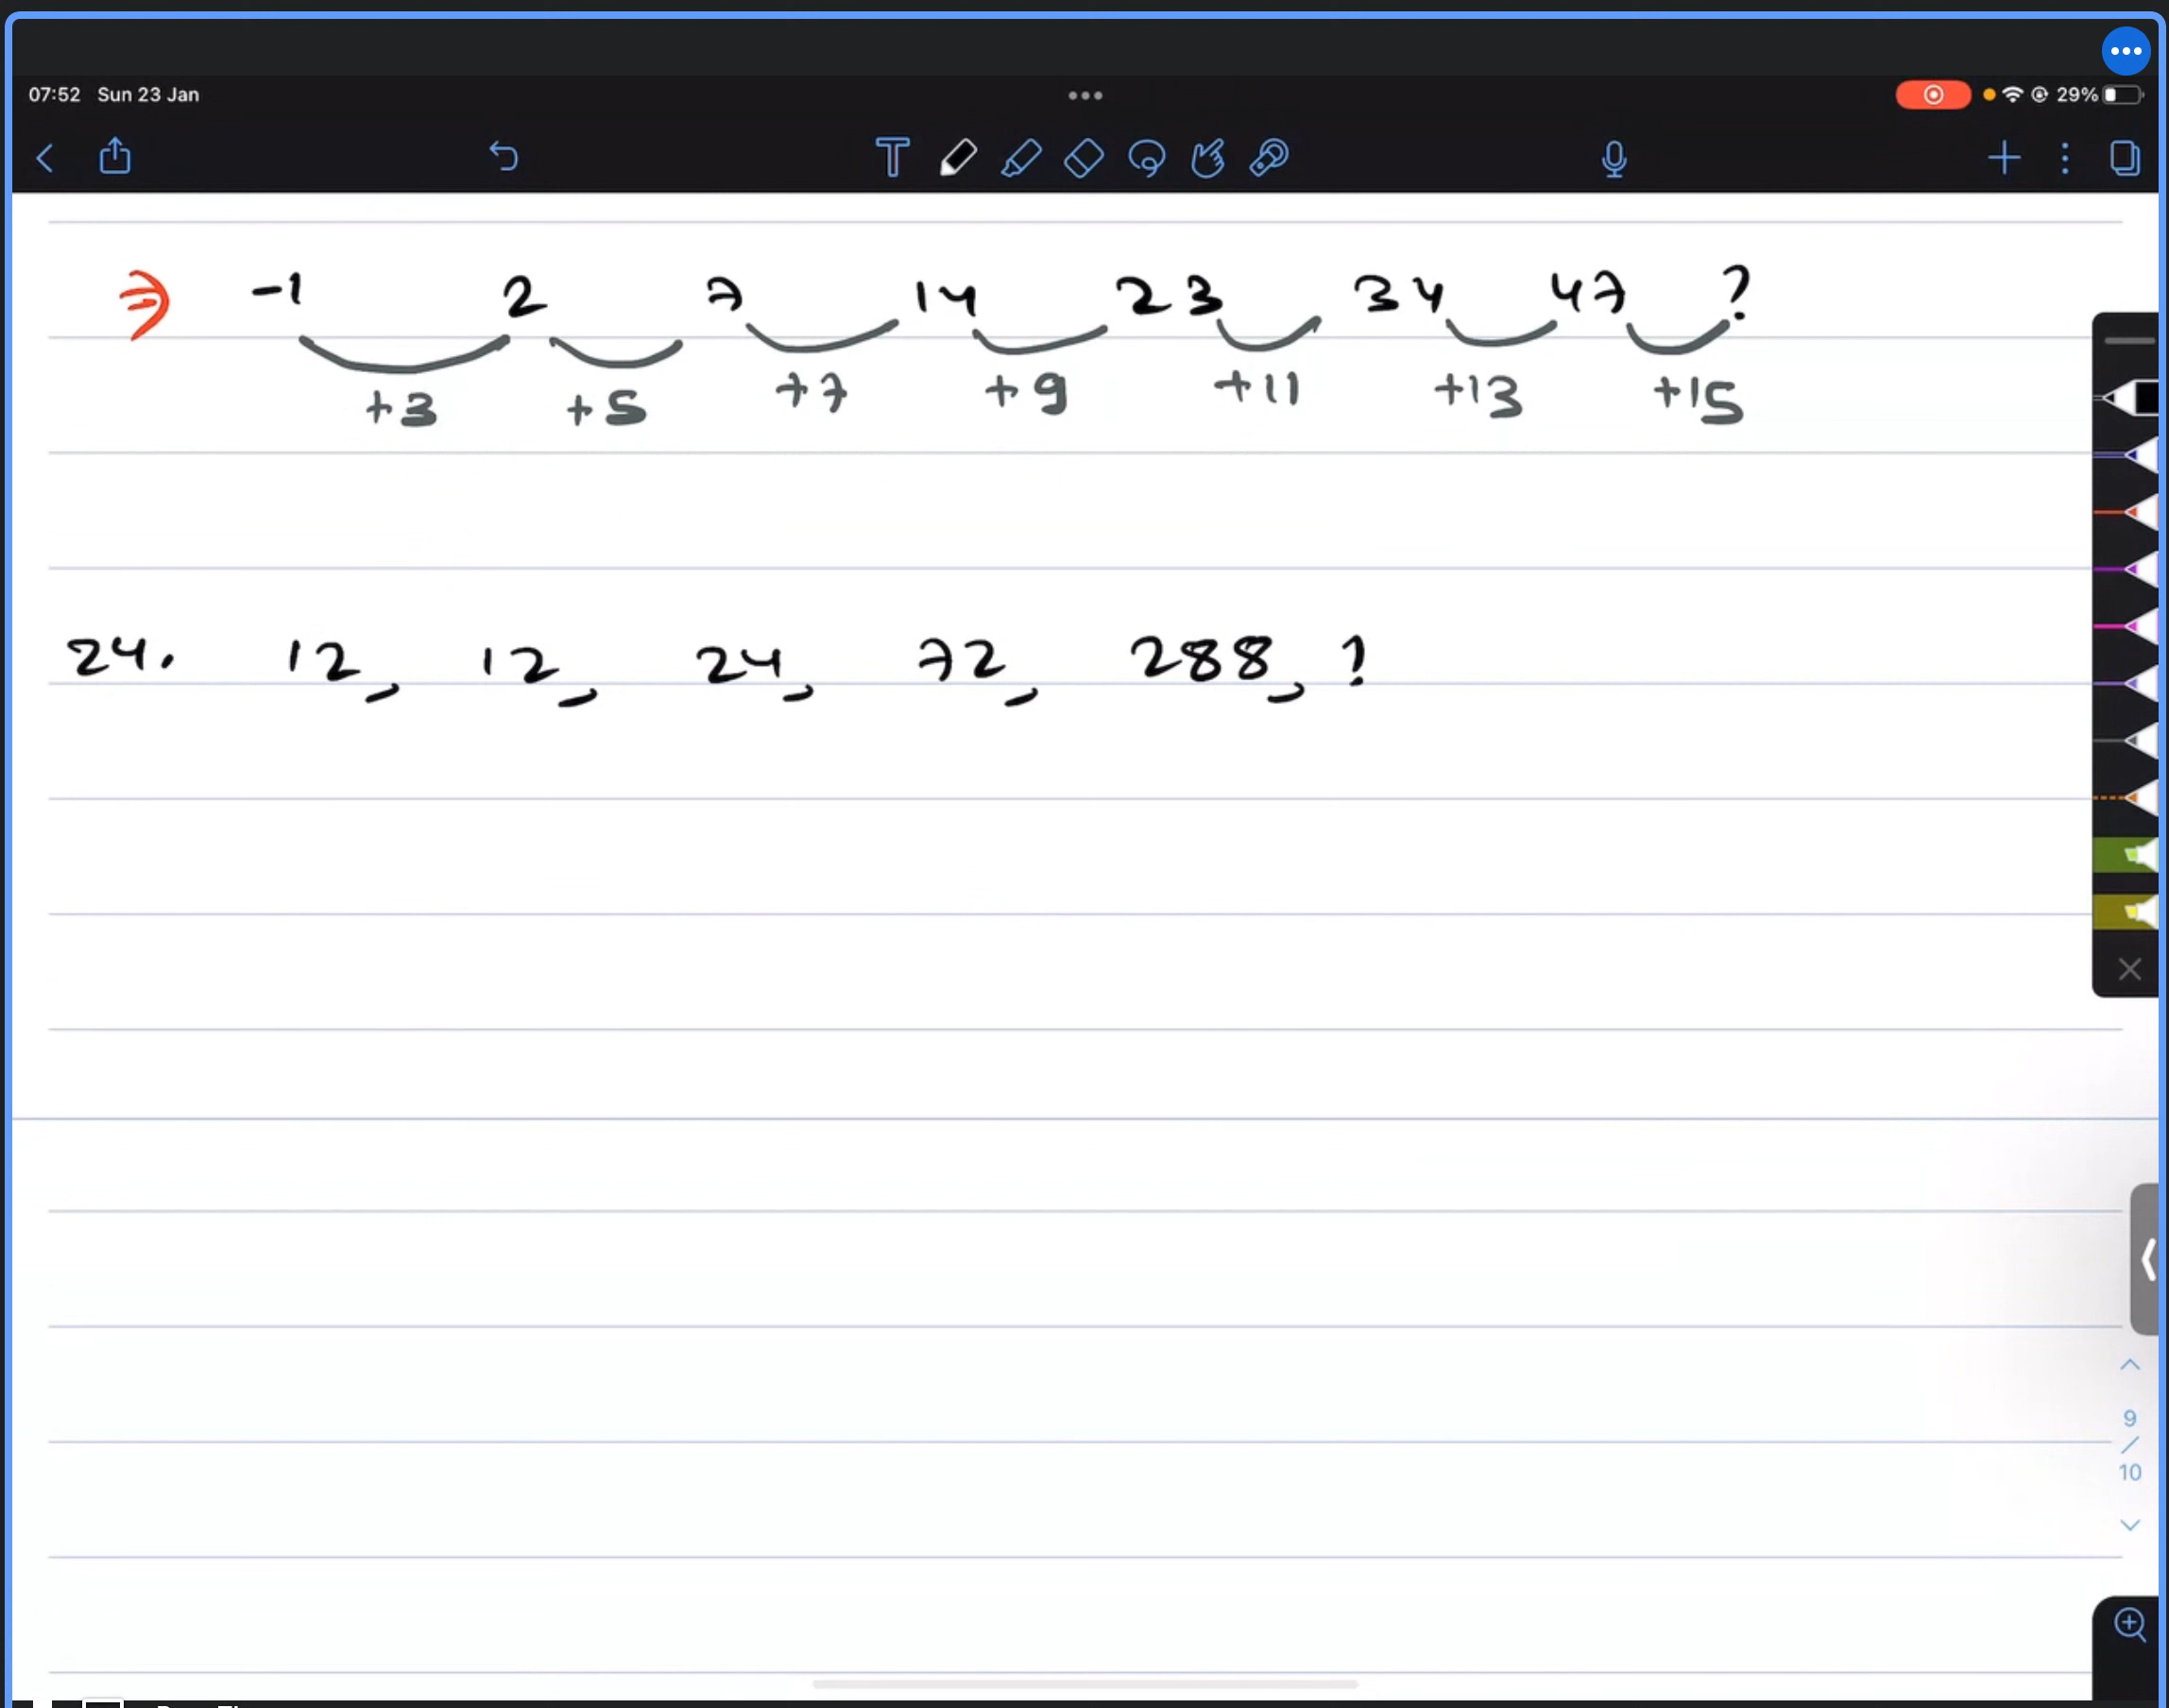 07:52 Sun 23 Jan
29%
-1 2 7 14 23 34 47 ?
+3 +5 +7 +9 +11 +13 +15
24. 12, 12, 24, 72, 288, ?
9
/
10